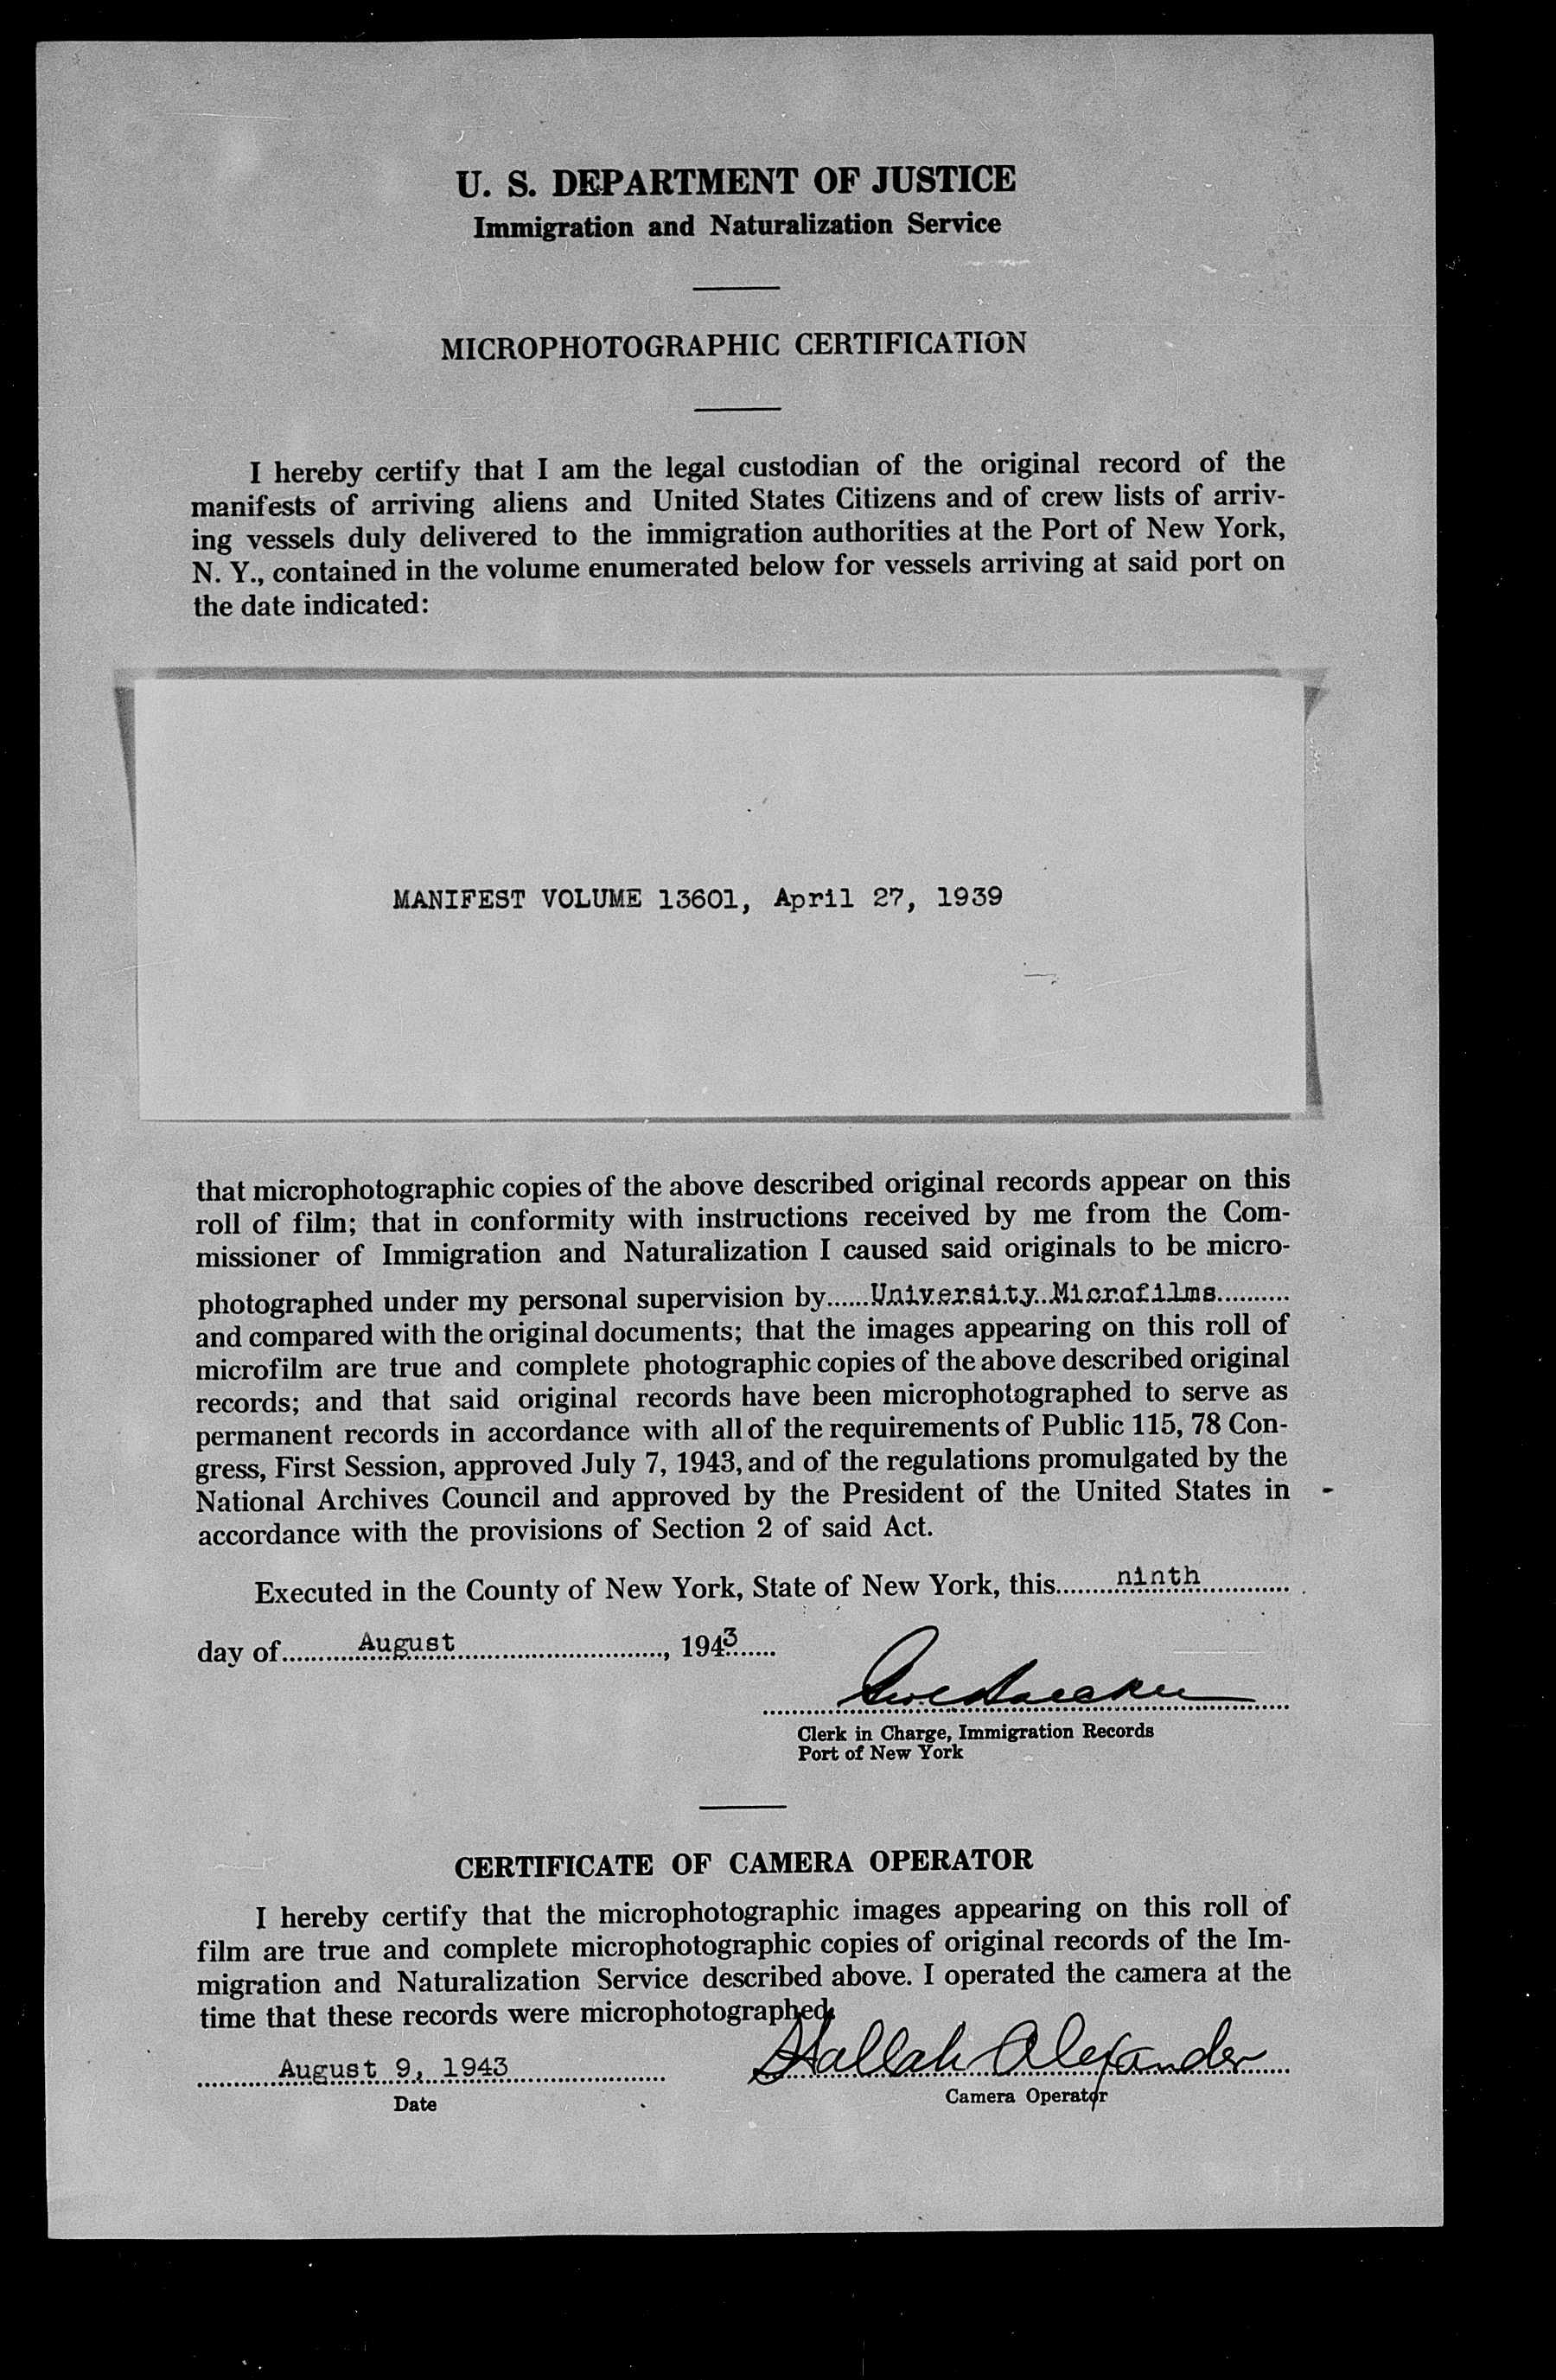 U. S. DEPARTMENT OF JUSTICE
Immigration and Naturalization Service
MICROPHOTOGRAPHIC CERTIFICATION
I hereby certify that I am the legal custodian of the original record of the
manifests of arriving aliens and United States Citizens and of crew lists of arriv-
ing vessels duly delivered to the immigration authorities at the Port of New York,
N. Y., contained in the volume enumerated below for vessels arriving at said port on
the date indicated:
MANIFEST VOLUME 13601, April 27, 1939
that microphotographic copies of the above described original records appear on this
roll of film; that in conformity with instructions received by me from the Com-
missioner of Immigration and Naturalization I caused said originals to be micro-
photographed under my personal supervision by......University Microfilms..........
and compared with the original documents; that the images appearing on this roll of
microfilm are true and complete photographic copies of the above described original
records; and that said original records have been microphotographed to serve as
permanent records in accordance with all of the requirements of Public 115, 78 Con-
gress, First Session, approved July 7, 1943, and of the regulations promulgated by the
National Archives Council and approved by the President of the United States in
accordance with the provisions of Section 2 of said Act.
Executed in the County of New York, State of New York, this.........ninth............
day of............August............................, 1943......
Clerk in Charge, Immigration Records
Port of New York
CERTIFICATE OF CAMERA OPERATOR
I hereby certify that the microphotographic images appearing on this roll of
film are true and complete microphotographic copies of original records of the Im-
migration and Naturalization Service described above. I operated the camera at the
time that these records were microphotographed.
August 9, 1943 Hallah Alexander
Date Camera Operator